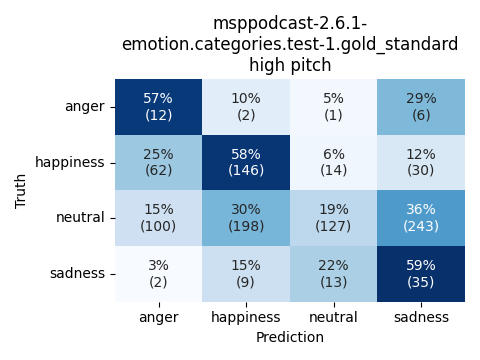 msppodcast-2.6.1-
emotion.categories.test-1.gold_standard
high pitch
Truth
anger
57% 10% 5% 29%
(12) (2) (1) (6)
happiness
25% 58% 6% 12%
(62) (146) (14) (30)
neutral
15% 30% 19% 36%
(100) (198) (127) (243)
sadness
3% 15% 22% 59%
(2) (9) (13) (35)
anger happiness neutral sadness
Prediction